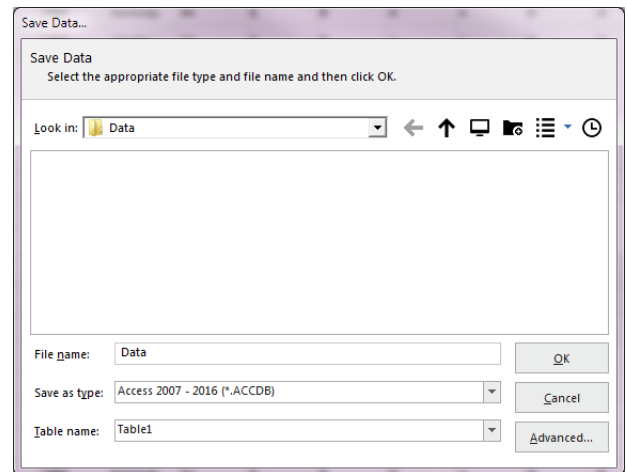 Save Data...
Save Data
Select the appropriate file type and file name and then click OK.
Look in: Data
File name: Data
OK
Save as type: Access 2007 - 2016 (*.ACCDB)
Cancel
Table name: Table1
Advanced...